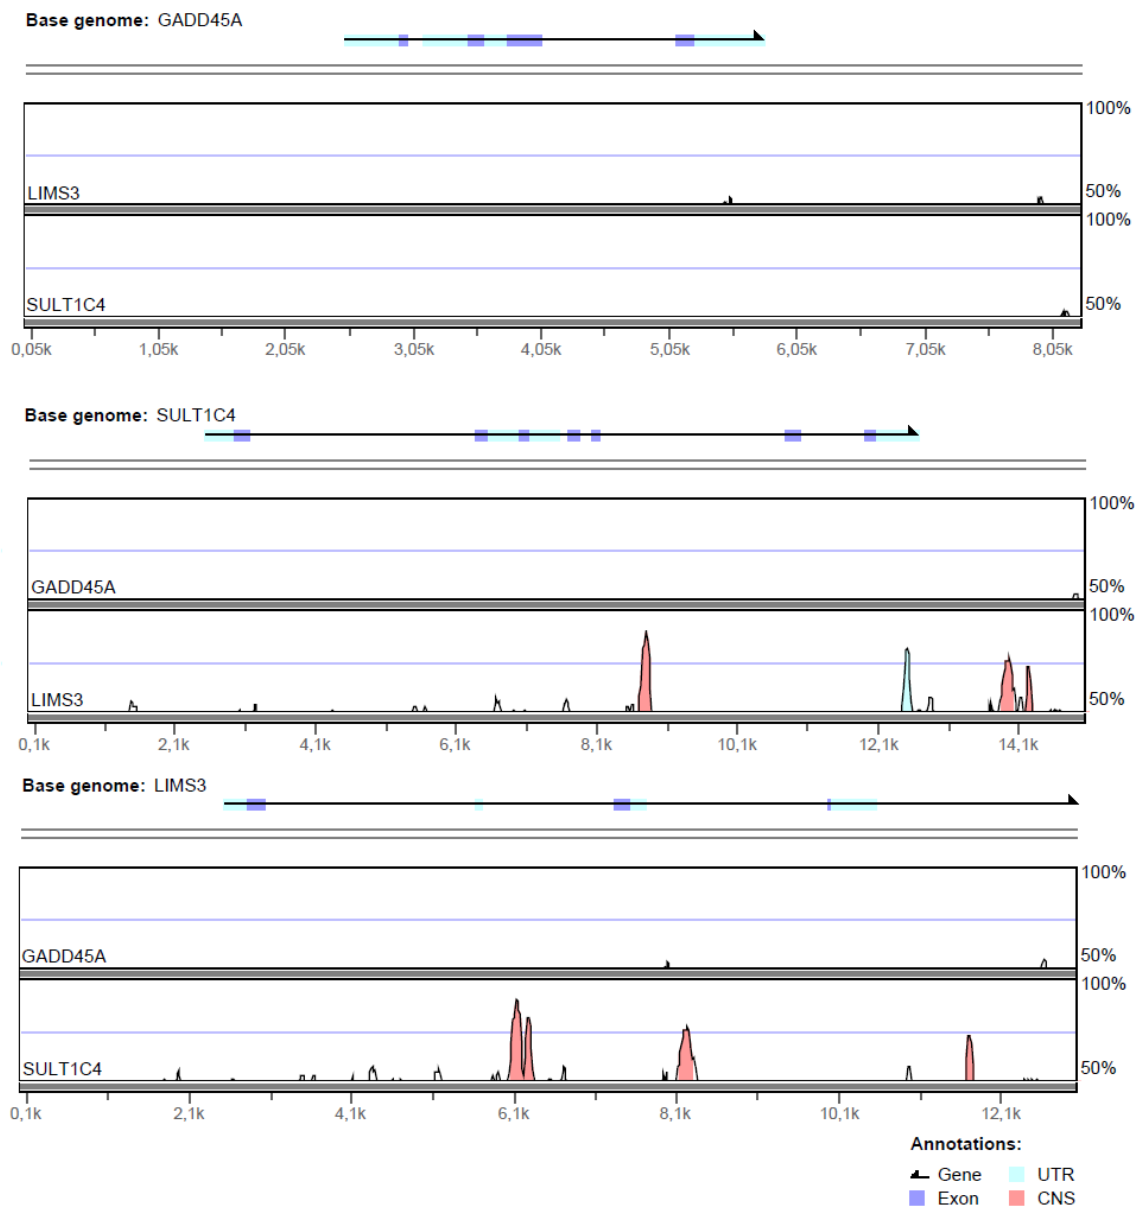 Base genome: GADD45A
100%
LIMS3
50%
100%
SULT1C4
50%
0,05k 1,05k 2,05k 3,05k 4,05k 5,05k 6,05k 7,05k 8,05k
Base genome: SULT1C4
100%
GADD45A
50%
100%
LIMS3
50%
0,1k 2,1k 4,1k 6,1k 8,1k 10,1k 12,1k 14,1k
Base genome: LIMS3
100%
GADD45A
50%
100%
SULT1C4
50%
0,1k 2,1k 4,1k 6,1k 8,1k 10,1k 12,1k
Annotations:
Gene UTR
Exon CNS